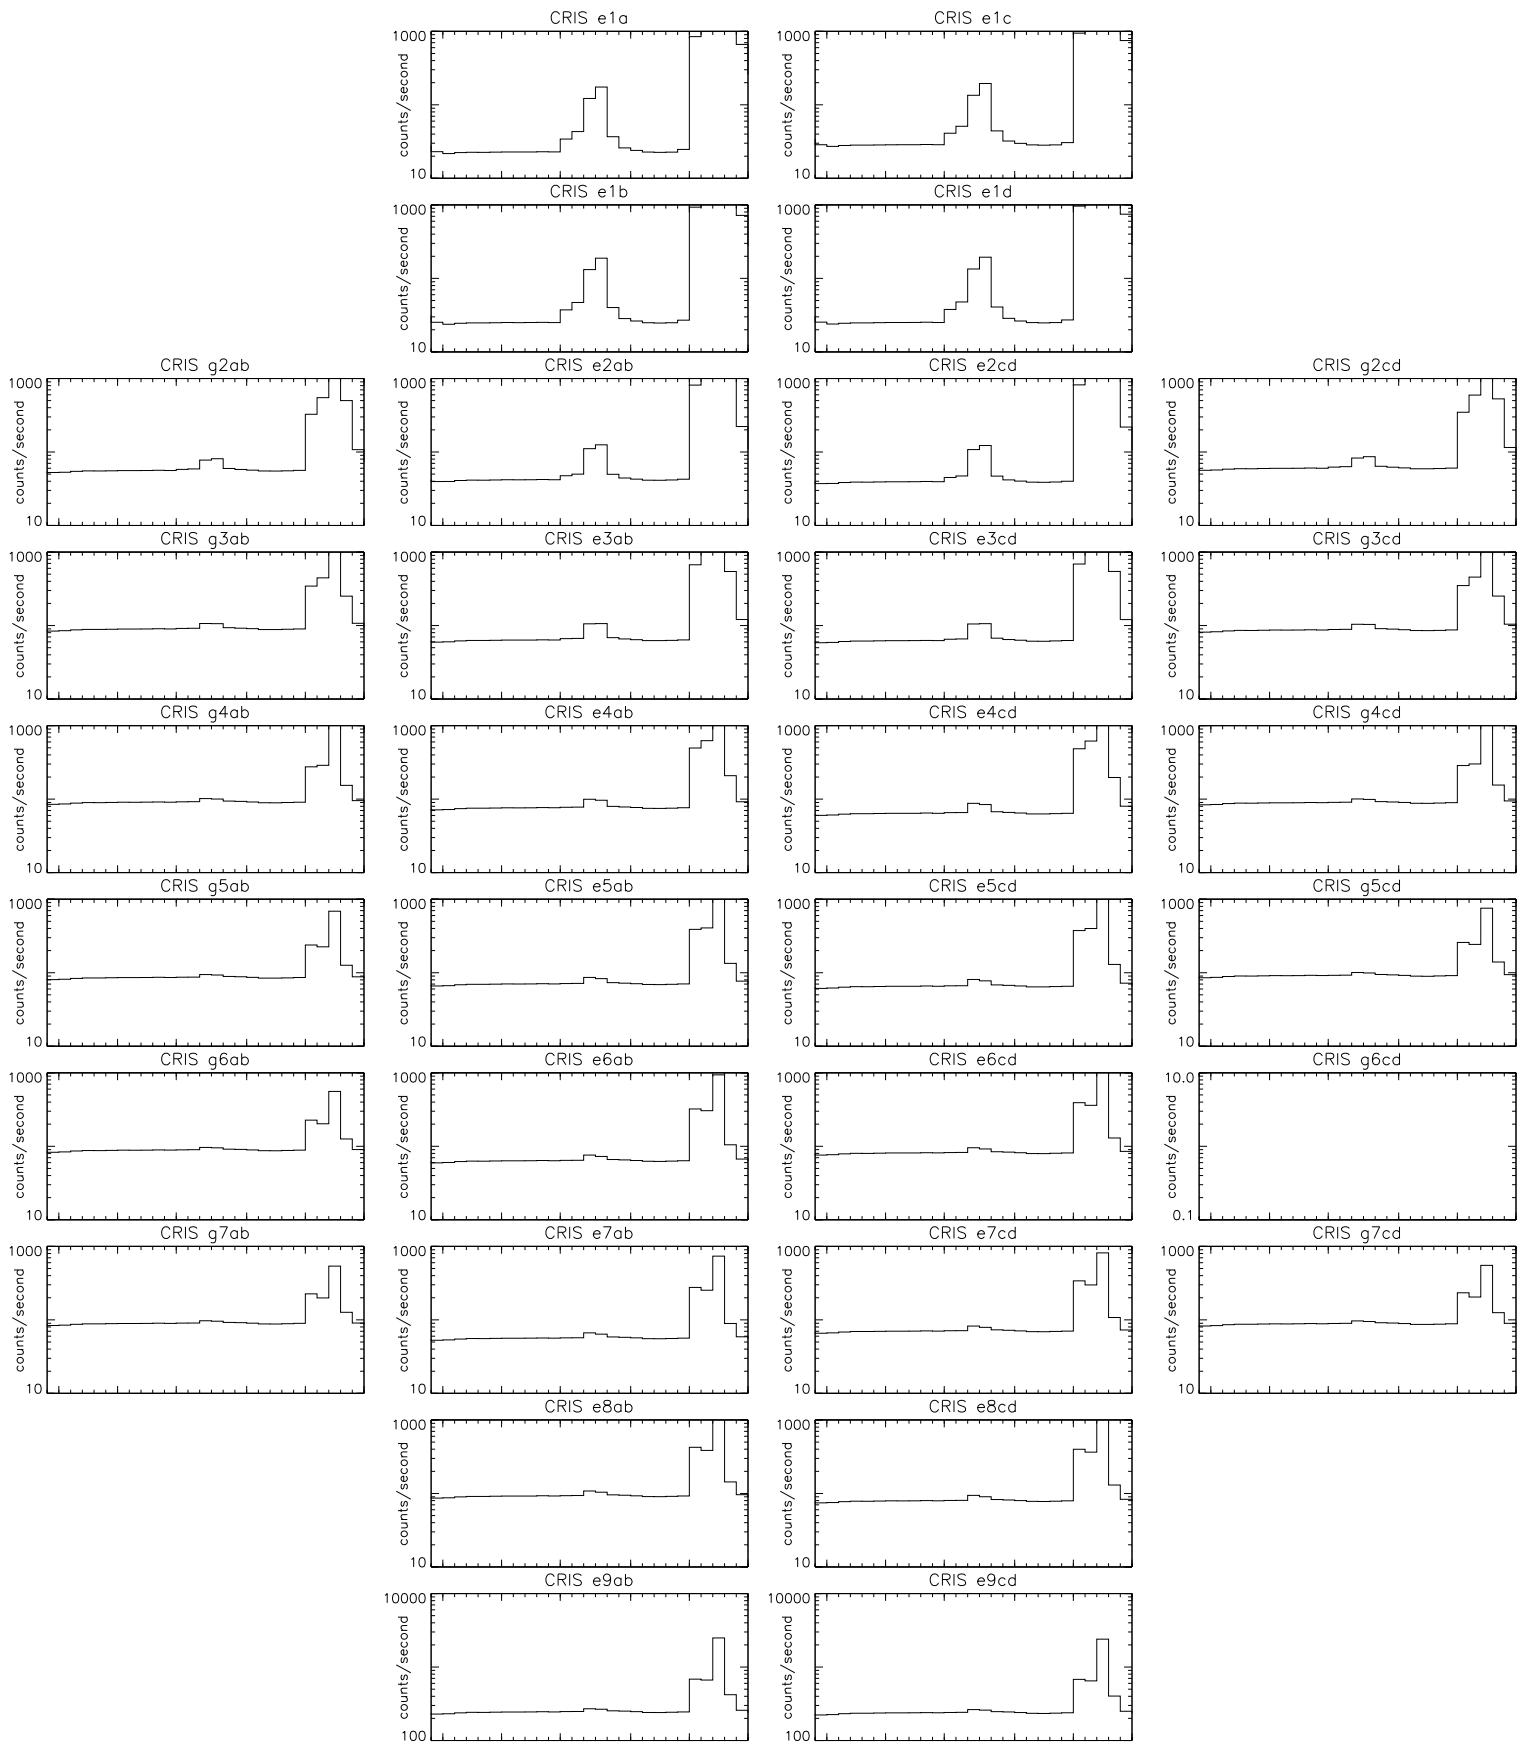 CRIS e1a
1000
counts/second
10
CRIS e1c
1000
counts/second
10
CRIS e1b
1000
counts/second
10
CRIS e1d
1000
counts/second
10
CRIS g2ab
1000
counts/second
10
CRIS e2ab
1000
counts/second
10
CRIS e2cd
1000
counts/second
10
CRIS g2cd
1000
counts/second
10
CRIS g3ab
1000
counts/second
10
CRIS e3ab
1000
counts/second
10
CRIS e3cd
1000
counts/second
10
CRIS g3cd
1000
counts/second
10
CRIS g4ab
1000
counts/second
10
CRIS e4ab
1000
counts/second
10
CRIS e4cd
1000
counts/second
10
CRIS g4cd
1000
counts/second
10
CRIS g5ab
1000
counts/second
10
CRIS e5ab
1000
counts/second
10
CRIS e5cd
1000
counts/second
10
CRIS g5cd
1000
counts/second
10
CRIS g6ab
1000
counts/second
10
CRIS e6ab
1000
counts/second
10
CRIS e6cd
1000
counts/second
10
CRIS g6cd
10.0
counts/second
0.1
CRIS g7ab
1000
counts/second
10
CRIS e7ab
1000
counts/second
10
CRIS e7cd
1000
counts/second
10
CRIS g7cd
1000
counts/second
10
CRIS e8ab
1000
counts/second
10
CRIS e8cd
1000
counts/second
10
CRIS e9ab
10000
counts/second
100
CRIS e9cd
10000
counts/second
100